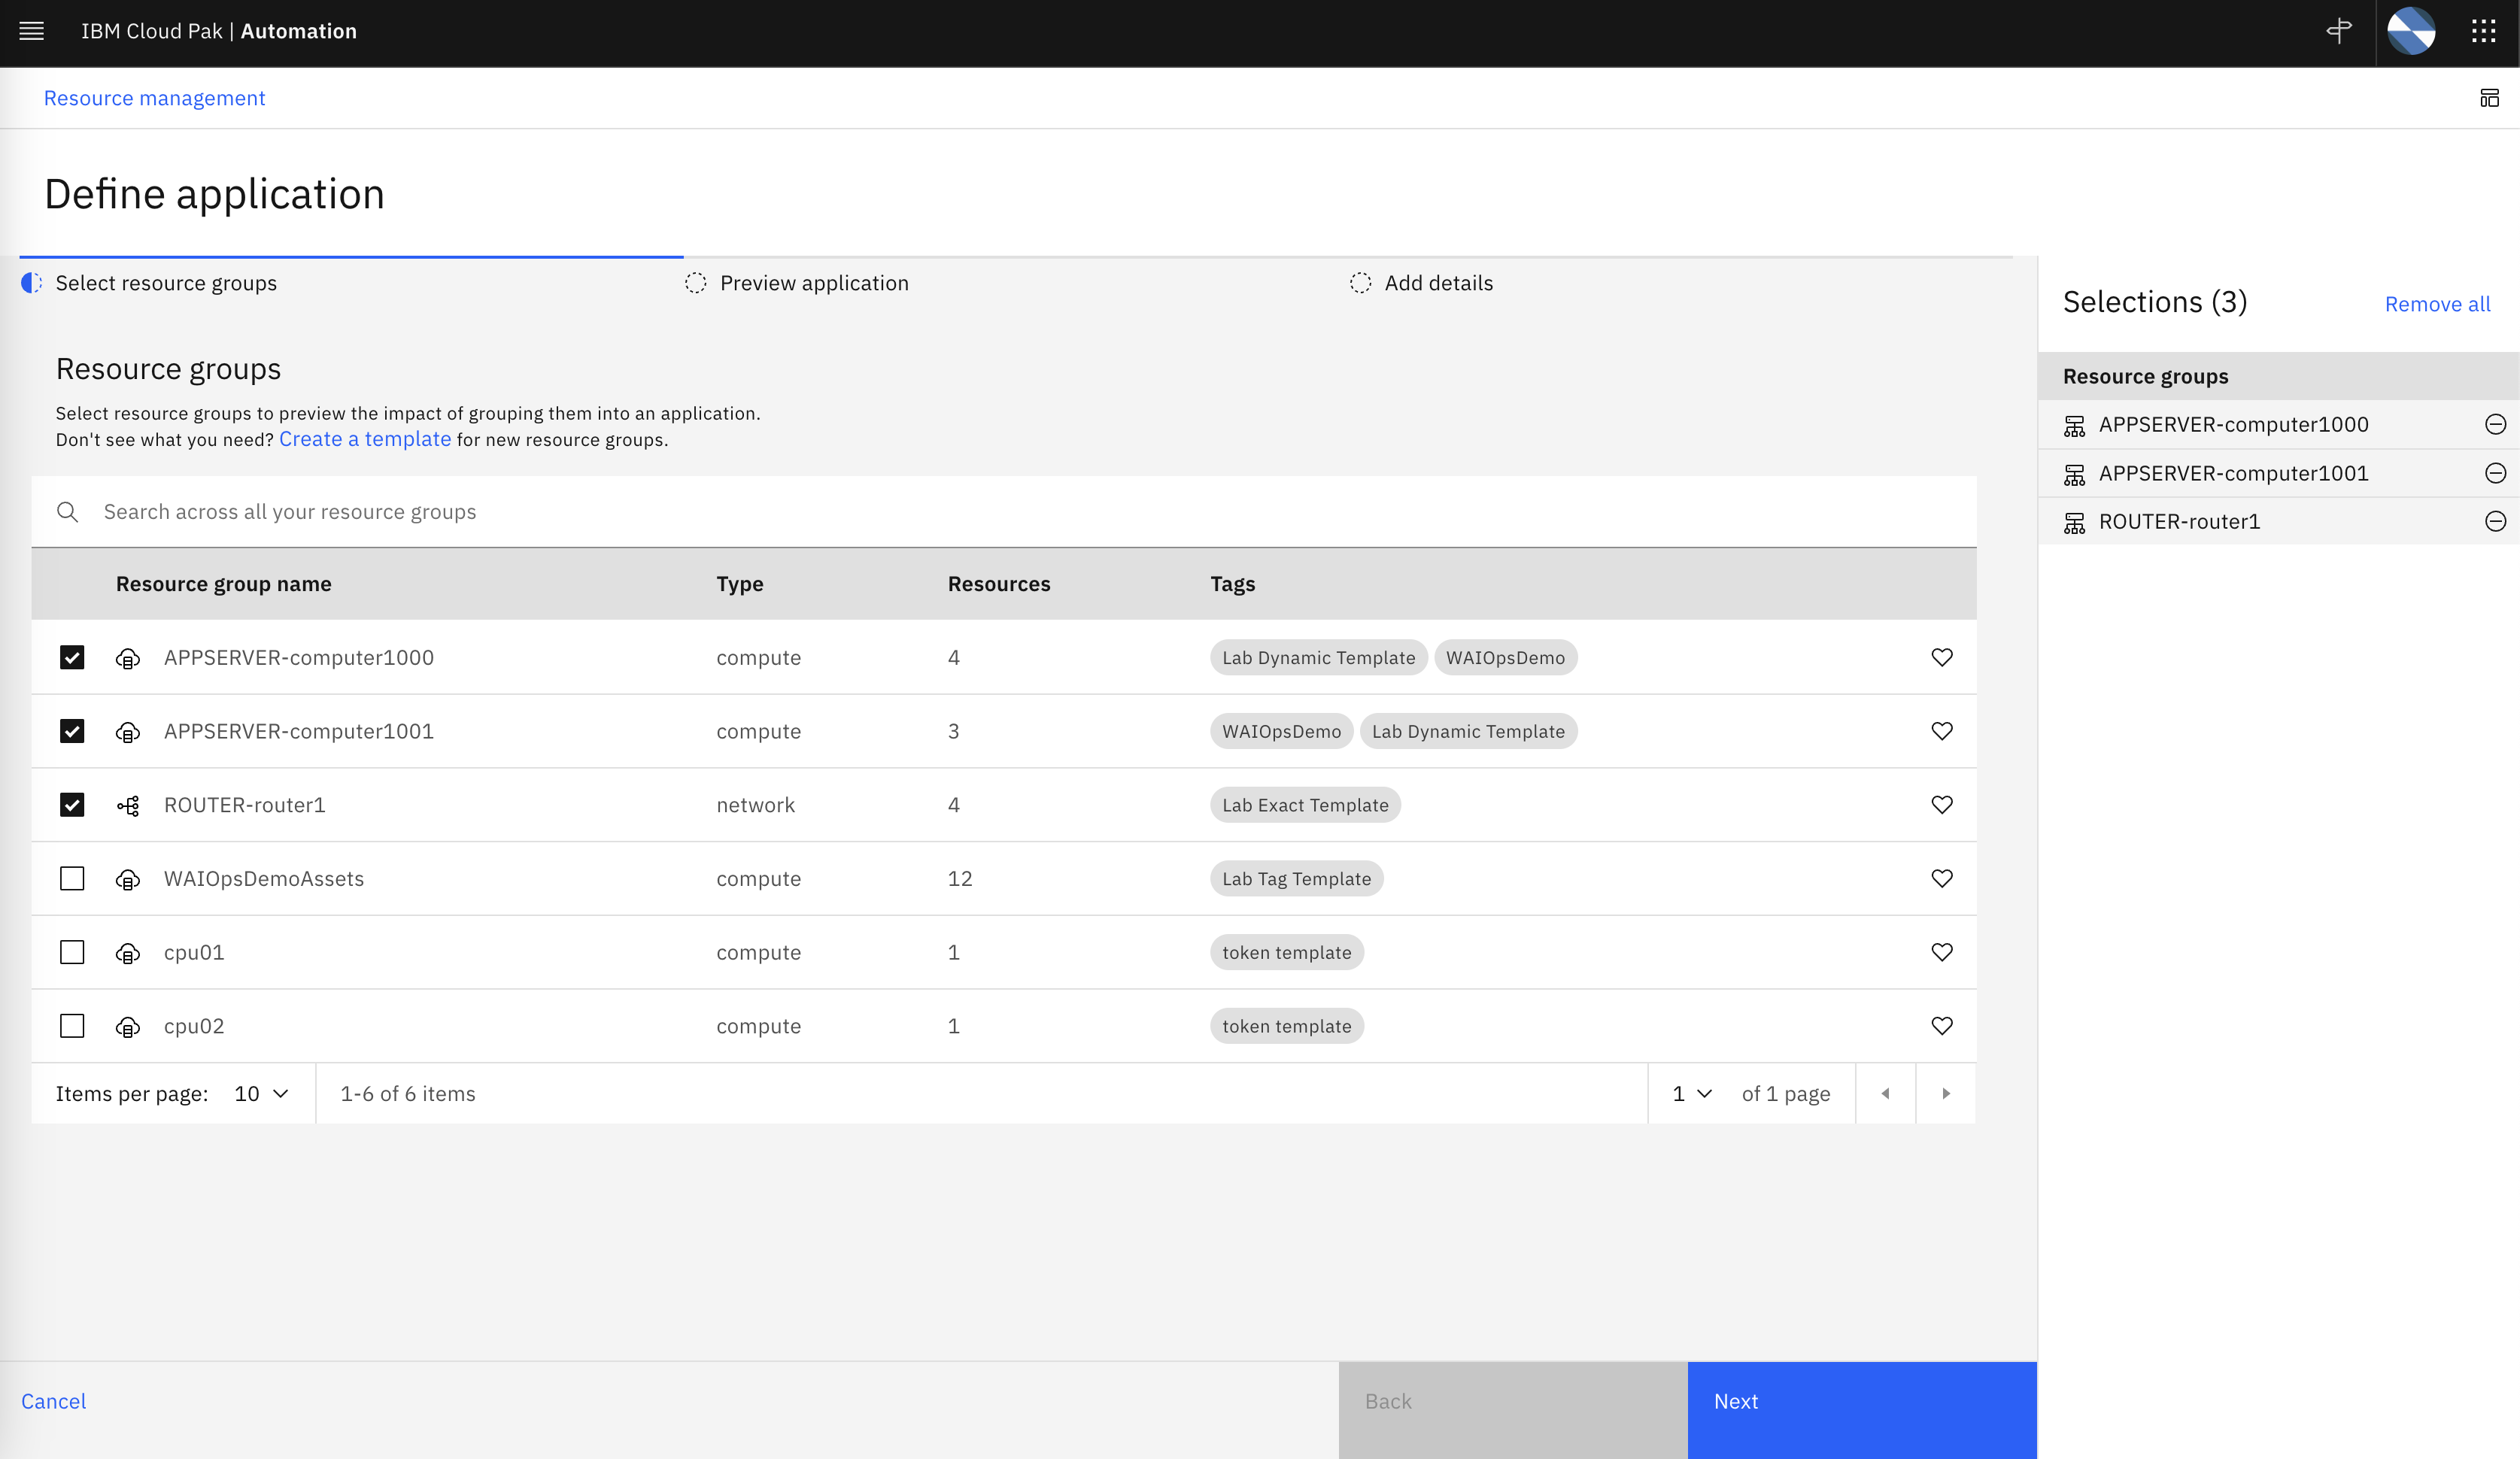 IBM Cloud Pak | Automation
Resource management
Define application
Select resource groups
Preview application
Add details
Resource groups
Select resource groups to preview the impact of grouping them into an application.
Don't see what you need? Create a template for new resource groups.
Search across all your resource groups
Resource group name Type Resources Tags
APPSERVER-computer1000 compute 4 Lab Dynamic Template WAIOpsDemo
APPSERVER-computer1001 compute 3 WAIOpsDemo Lab Dynamic Template
ROUTER-router1 network 4 Lab Exact Template
WAIOpsDemoAssets compute 12 Lab Tag Template
cpu01 compute 1 token template
cpu02 compute 1 token template
Items per page: 10 1-6 of 6 items 1 of 1 page
Cancel
Back
Next
Selections (3) Remove all
Resource groups
APPSERVER-computer1000
APPSERVER-computer1001
ROUTER-router1